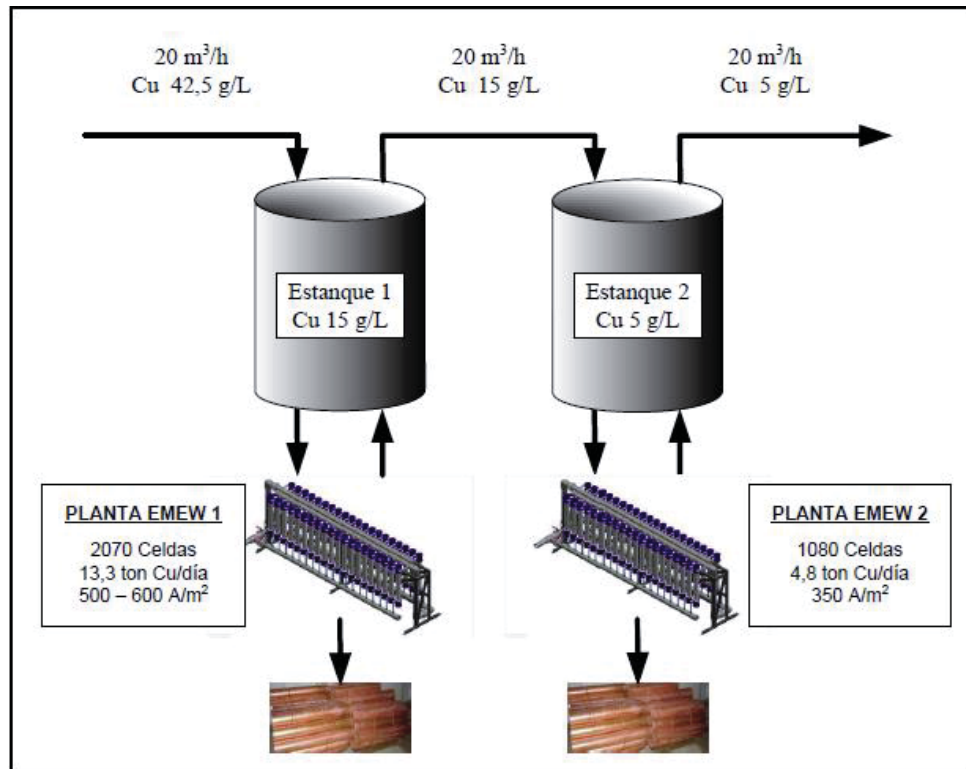 20 m³/h
Cu 42,5 g/L
20 m³/h
Cu 15 g/L
20 m³/h
Cu 5 g/L
Estanque 1
Cu 15 g/L
Estanque 2
Cu 5 g/L
PLANTA EMEW 1
2070 Celdas
13,3 ton Cu/día
500 – 600 A/m²
PLANTA EMEW 2
1080 Celdas
4,8 ton Cu/día
350 A/m²